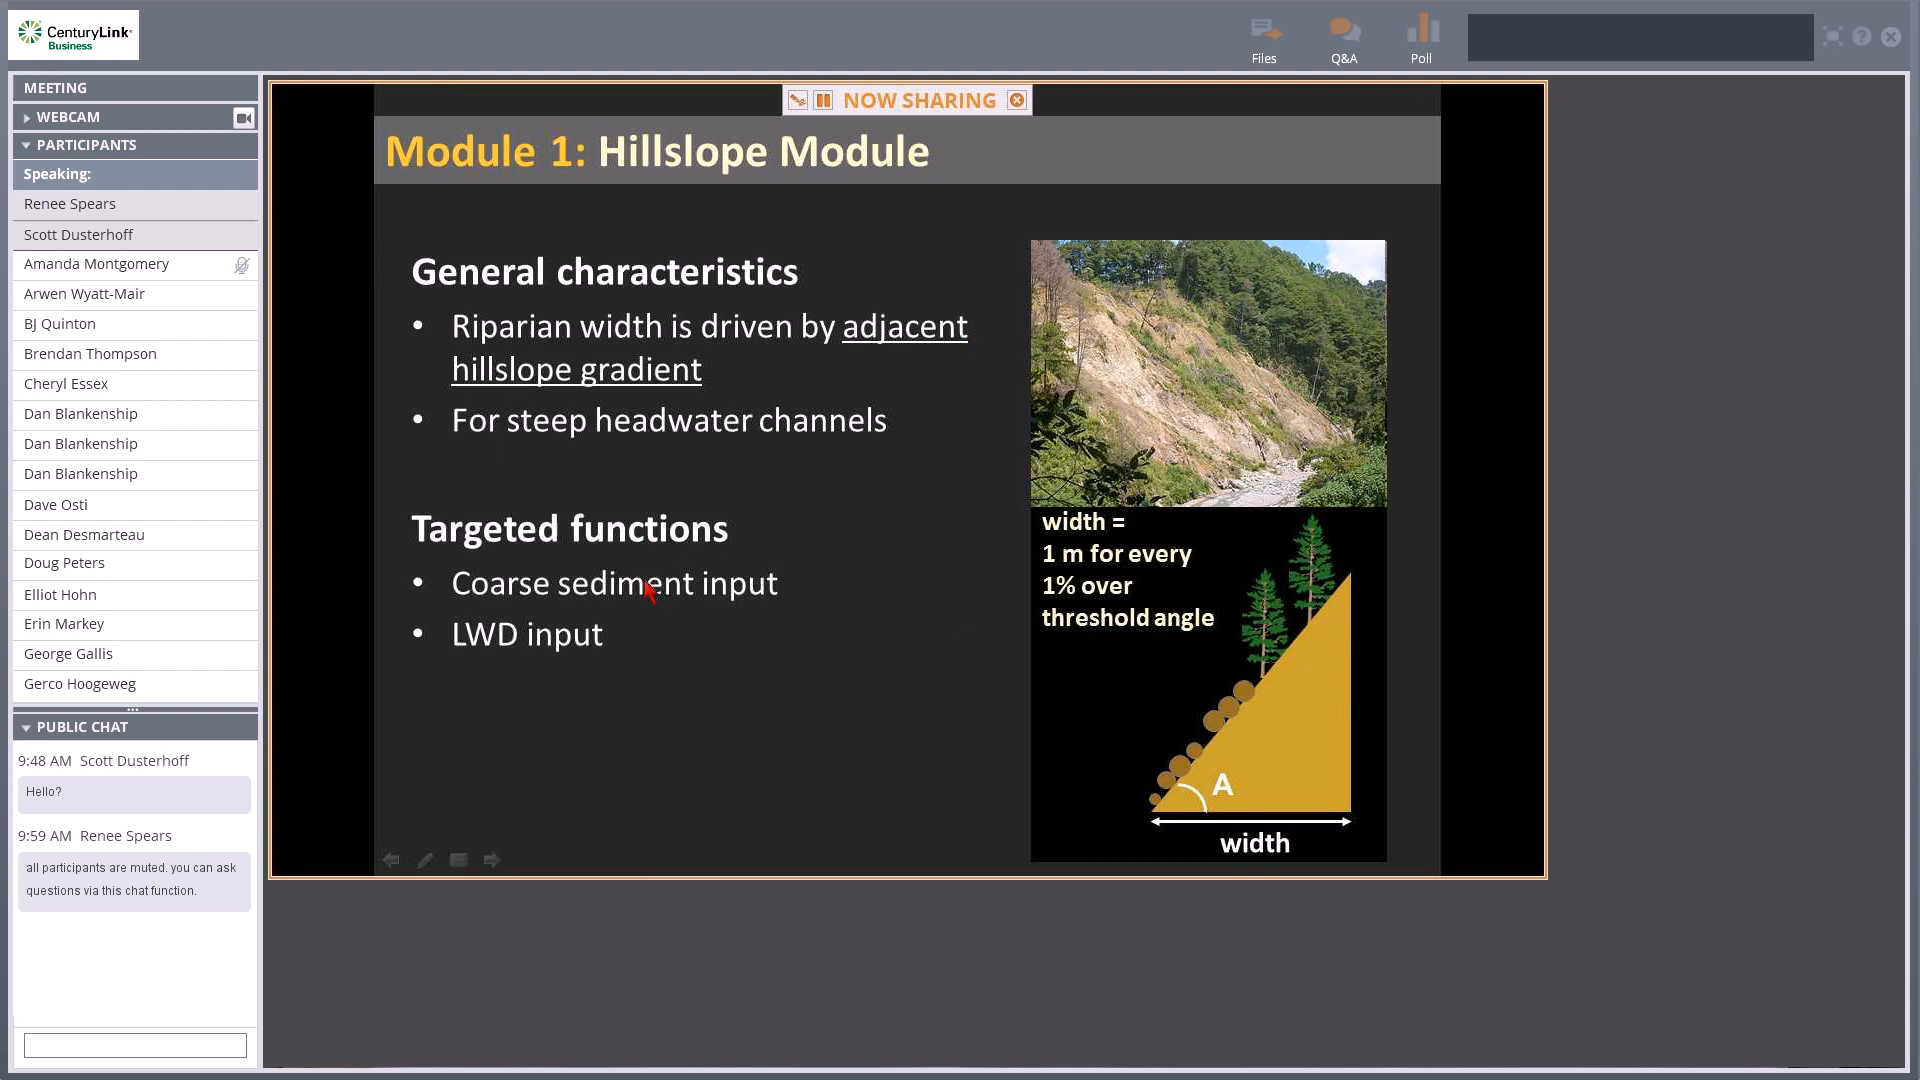 CenturyLink
Business
Files
Q&A
Poll
MEETING
WEBCAM
PARTICIPANTS
Speaking:
Renee Spears
Scott Dusterhoff
Amanda Montgomery
Arwen Wyatt-Mair
BJ Quinton
Brendan Thompson
Cheryl Essex
Dan Blankenship
Dan Blankenship
Dan Blankenship
Dave Osti
Dean Desmarteau
Doug Peters
Elliot Hohn
Erin Markey
George Gallis
Gerco Hoogeweg
PUBLIC CHAT
9:48 AM Scott Dusterhoff
Hello?
9:59 AM Renee Spears
all participants are muted. you can ask
questions via this chat function.
NOW SHARING
Module 1: Hillslope Module
General characteristics
• Riparian width is driven by adjacent
hillslope gradient
• For steep headwater channels
Targeted functions
• Coarse sediment input
• LWD input
width =
1 m for every
1% over
threshold angle
A
width